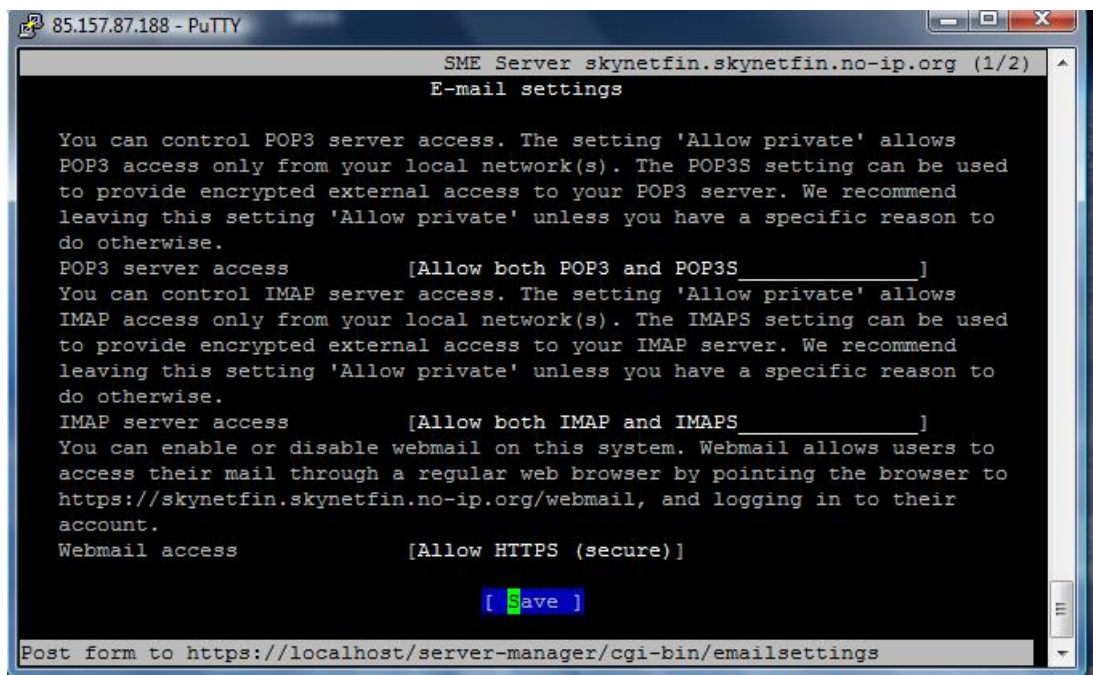 85.157.87.188 - PuTTY
SME Server skynetfin.skynetfin.no-ip.org (1/2)
E-mail settings
You can control POP3 server access. The setting 'Allow private' allows
POP3 access only from your local network(s). The POP3S setting can be used
to provide encrypted external access to your POP3 server. We recommend
leaving this setting 'Allow private' unless you have a specific reason to
do otherwise.
POP3 server access [Allow both POP3 and POP3S______________]
You can control IMAP server access. The setting 'Allow private' allows
IMAP access only from your local network(s). The IMAPS setting can be used
to provide encrypted external access to your IMAP server. We recommend
leaving this setting 'Allow private' unless you have a specific reason to
do otherwise.
IMAP server access [Allow both IMAP and IMAPS______________]
You can enable or disable webmail on this system. Webmail allows users to
access their mail through a regular web browser by pointing the browser to
https://skynetfin.skynetfin.no-ip.org/webmail, and logging in to their
account.
Webmail access [Allow HTTPS (secure)]
[ Save ]
Post form to https://localhost/server-manager/cgi-bin/emailsettings